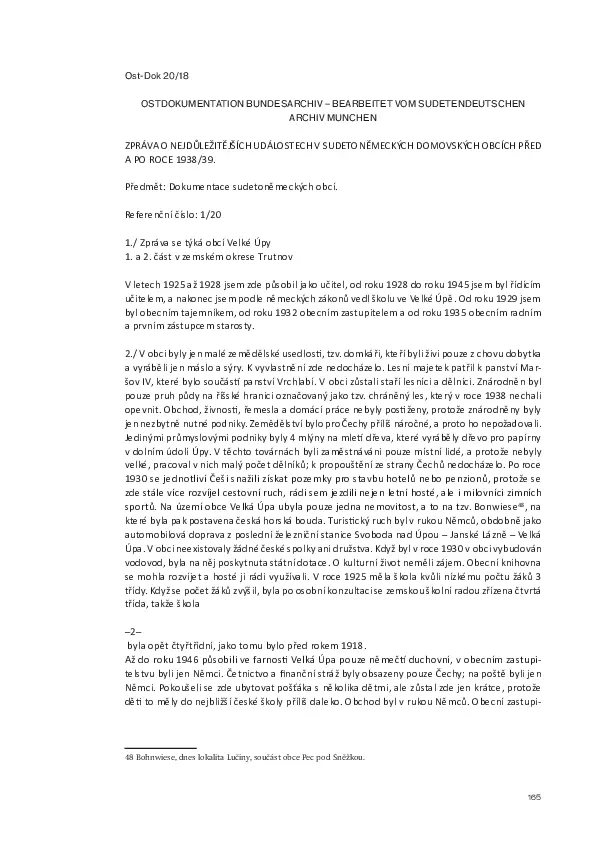 Ost-Dok 20/18
OSTDOKUMENTATION BUNDESARCHIV – BEARBEITET VOM SUDETENDEUTSCHEN
ARCHIV MUNCHEN
ZPRÁVA O NEJDŮLEŽITĚJŠÍCH UDÁLOSTECH V SUDETONĚMECKÝCH DOMOVSKÝCH OBCÍCH PŘED
A PO ROCE 1938/39.
Předmět: Dokumentace sudetoněmeckých obcí.
Referenční číslo: 1/20
1./ Zpráva se týká obcí Velké Úpy
1. a 2. část v zemském okrese Trutnov
V letech 1925 až 1928 jsem zde působil jako učitel, od roku 1928 do roku 1945 jsem byl řídícím
učitelem, a nakonec jsem podle německých zákonů vedl školu ve Velké Úpě. Od roku 1929 jsem
byl obecním tajemníkem, od roku 1932 obecním zastupitelem a od roku 1935 obecním radním
a prvním zástupcem starosty.
2./ V obci byly jen malé zemědělské usedlosti, tzv. domkáři, kteří byli živi pouze z chovu dobytka
a vyráběli jen máslo a sýry. K vyvlastnění zde nedocházelo. Lesní majetek patřil k panství Mar-
šov IV, které bylo součástí panství Vrchlabí. V obci zůstali staří lesníci a dělníci. Znárodněn byl
pouze pruh půdy na říšské hranici označovaný jako tzv. chráněný les, který v roce 1938 nechali
opevnit. Obchod, živnosti, řemesla a domácí práce nebyly postiženy, protože znárodněny byly
jen nezbytně nutné podniky. Zemědělství bylo pro Čechy příliš náročné, a proto ho nepožadovali.
Jedinými průmyslovými podniky byly 4 mlýny na mletí dřeva, které vyráběly dřevo pro papírny
v dolním údolí Úpy. V těchto továrnách byli zaměstnáváni pouze místní lidé, a protože nebyly
velké, pracoval v nich malý počet dělníků; k propouštění ze strany Čechů nedocházelo. Po roce
1930 se jednotliví Češi snažili získat pozemky pro stavbu hotelů nebo penzionů, protože se
zde stále více rozvíjel cestovní ruch, rádi sem jezdili nejen letní hosté, ale i milovníci zimních
sportů. Na území obce Velká Úpa ubyla pouze jedna nemovitost, a to na tzv. Bonwiese⁴⁸, na
které byla pak postavena česká horská bouda. Turistický ruch byl v rukou Němců, obdobně jako
automobilová doprava z poslední železniční stanice Svoboda nad Úpou – Janské Lázně – Velká
Úpa. V obci neexistovaly žádné české spolky ani družstva. Když byl v roce 1930 v obci vybudován
vodovod, byla na něj poskytnuta státní dotace. O kulturní život neměli zájem. Obecní knihovna
se mohla rozvíjet a hosté ji rádi využívali. V roce 1925 měla škola kvůli nízkému počtu žáků 3
třídy. Když se počet žáků zvýšil, byla po osobní konzultaci se zemskou školní radou zřízena čtvrtá
třída, takže škola
–2–
byla opět čtyřtřídní, jako tomu bylo před rokem 1918.
Až do roku 1946 působili ve farnosti Velká Úpa pouze němečtí duchovní, v obecním zastupi-
telstvu byli jen Němci. Četnictvo a finanční stráž byly obsazeny pouze Čechy; na poště byli jen
Němci. Pokoušeli se zde ubytovat pošťáka s několika dětmi, ale zůstal zde jen krátce, protože
děti to měly do nejbližší české školy příliš daleko. Obchod byl v rukou Němců. Obecní zastupi-
48 Bohnwiese, dnes lokalita Lučiny, součást obce Pec pod Sněžkou.
165